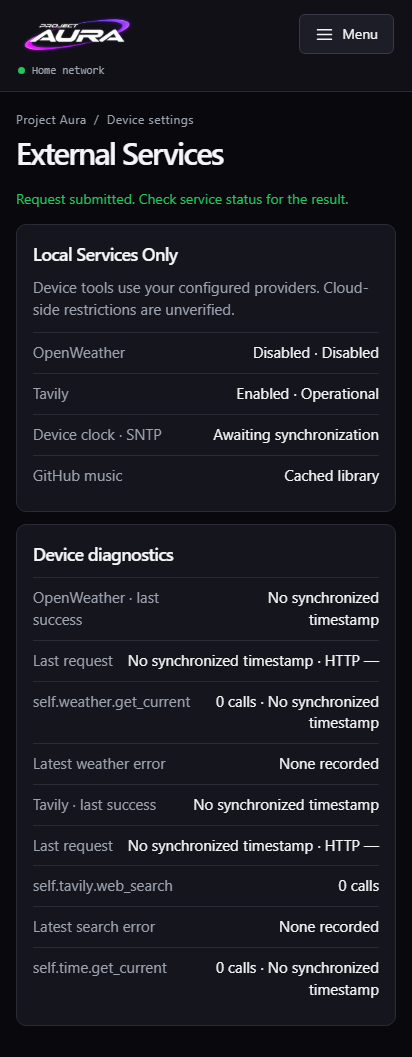 PROJECT
AURA
Menu
Home network
Project Aura / Device settings
External Services
Request submitted. Check service status for the result.
Local Services Only
Device tools use your configured providers. Cloud-
side restrictions are unverified.
OpenWeather Disabled · Disabled
Tavily Enabled · Operational
Device clock · SNTP Awaiting synchronization
GitHub music Cached library
Device diagnostics
OpenWeather · last success No synchronized timestamp
Last request No synchronized timestamp · HTTP —
self.weather.get_current 0 calls · No synchronized timestamp
Latest weather error None recorded
Tavily · last success No synchronized timestamp
Last request No synchronized timestamp · HTTP —
self.tavily.web_search 0 calls
Latest search error None recorded
self.time.get_current 0 calls · No synchronized timestamp